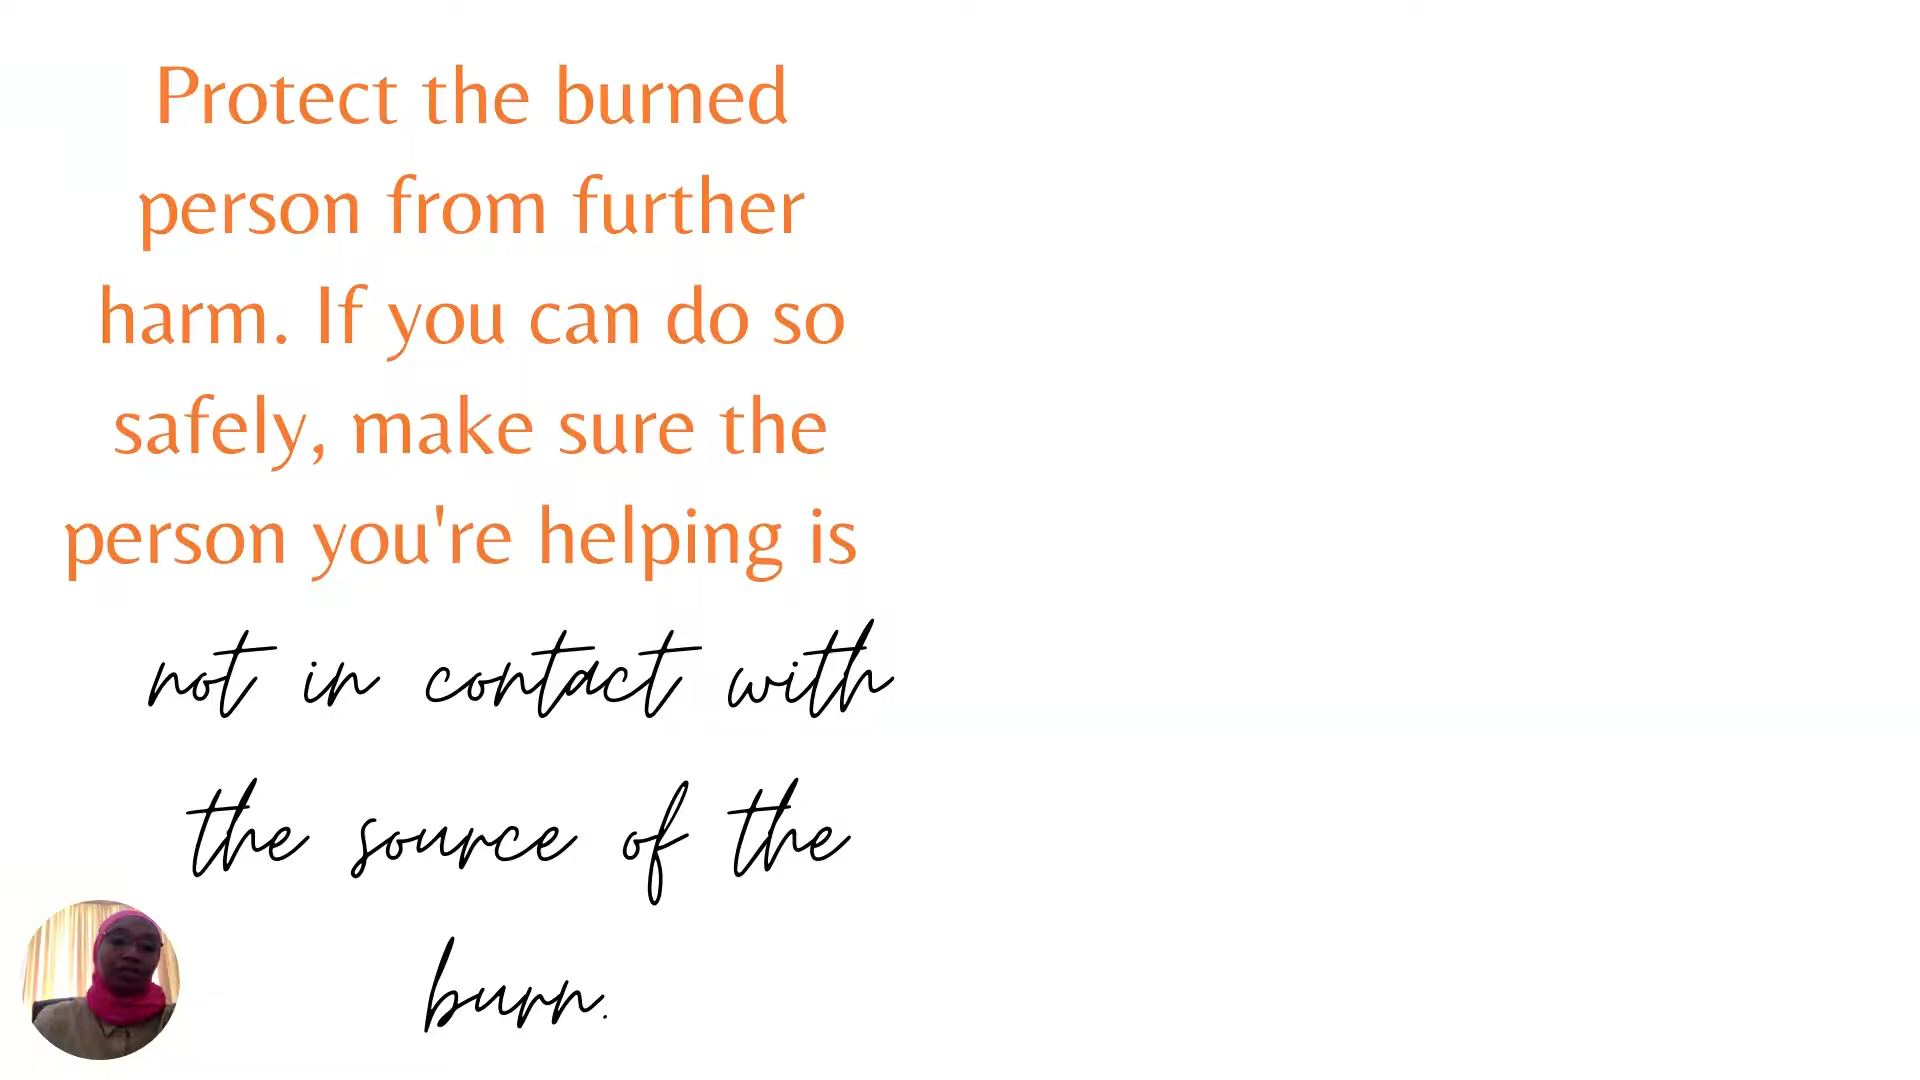 Protect the burned
person from further
harm. If you can do so
safely, make sure the
person you're helping is
not in contact with
the source of the
burn.